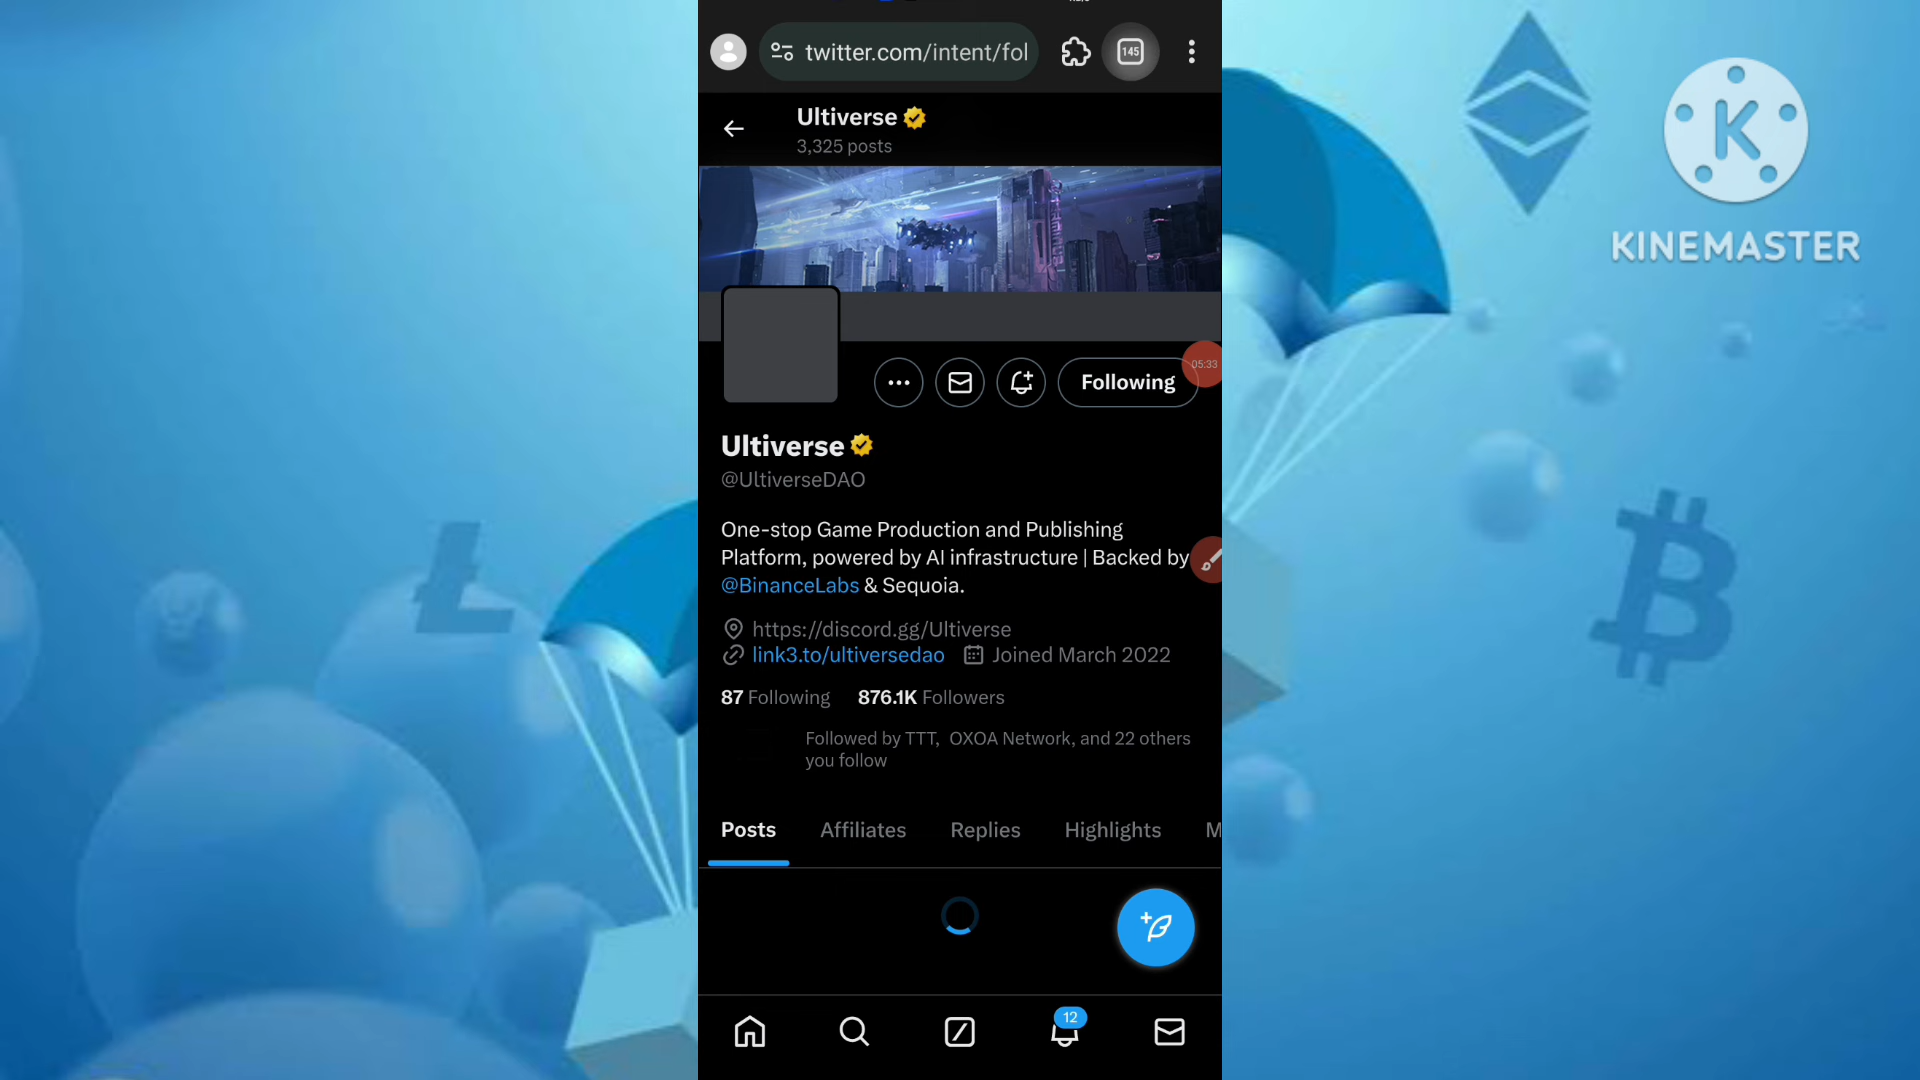 twitter.com/intent/fol
145
Ultiverse
3,325 posts
KINEMASTER
Following
05:33
Ultiverse
@UltiverseDAO
One-stop Game Production and Publishing
Platform, powered by AI infrastructure | Backed by
@BinanceLabs & Sequoia.
https://discord.gg/Ultiverse
link3.to/ultiversedao Joined March 2022
87 Following 876.1K Followers
Followed by TTT, OXOA Network, and 22 others
you follow
Posts Affiliates Replies Highlights M
12